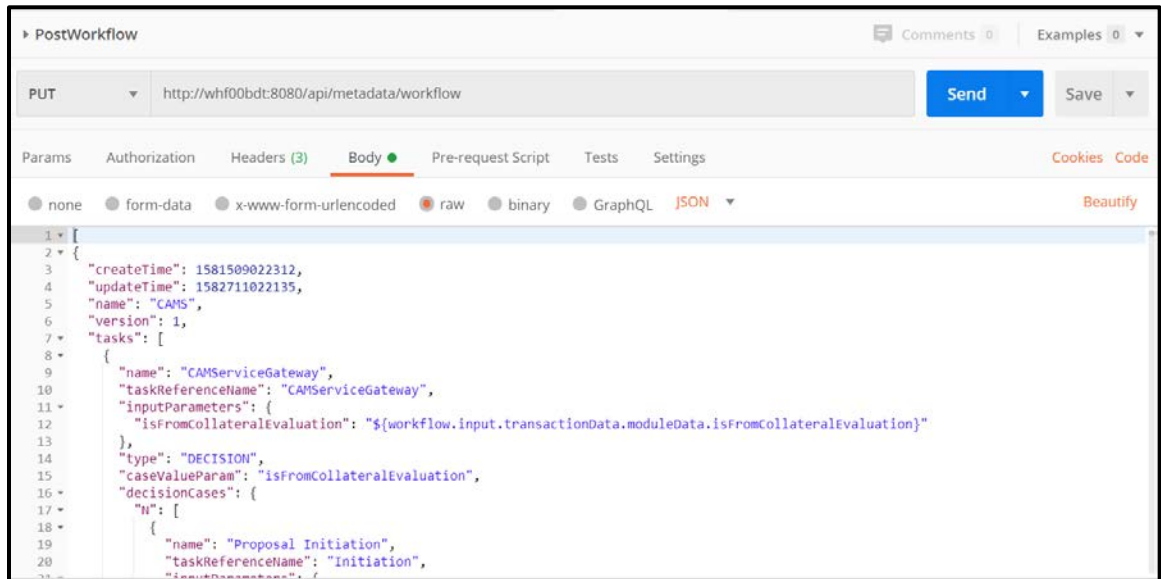 PostWorkflow Comments 0 Examples 0
PUT http://whf00bdt:8080/api/metadata/workflow Send Save
Params Authorization Headers (3) Body Pre-request Script Tests Settings Cookies Code
none form-data x-www-form-urlencoded raw binary GraphQL JSON Beautify
1 [
2 {
3 "createTime": 1581509022312,
4 "updateTime": 1582711022135,
5 "name": "CAMS",
6 "version": 1,
7 "tasks": [
8 {
9 "name": "CAMServiceGateway",
10 "taskReferenceName": "CAMServiceGateway",
11 "inputParameters": {
12 "isFromCollateralEvaluation": "${workflow.input.transactionData.moduleData.isFromCollateralEvaluation}"
13 },
14 "type": "DECISION",
15 "caseValueParam": "isFromCollateralEvaluation",
16 "decisionCases": {
17 "N": [
18 {
19 "name": "Proposal Initiation",
20 "taskReferenceName": "Initiation",
21 "inputParameters": {